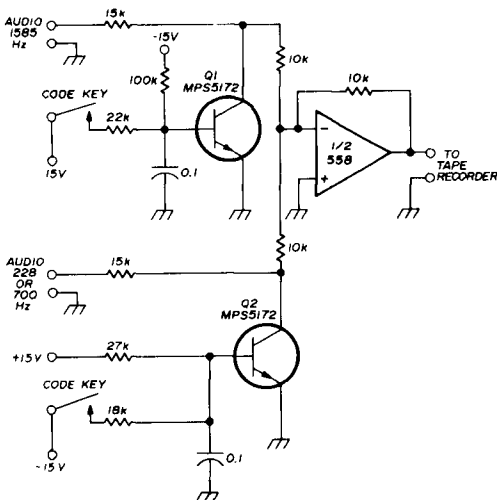 AUDIO
1585
Hz
15k
-15V
100k
Q1
MPS5172
10k
10k
CODE KEY
22k
15V
0.1
-
+
1/2
558
TO
TAPE
RECORDER
10k
AUDIO
228
OR
700
Hz
15k
Q2
MPS5172
+15V
27k
CODE KEY
18k
-15V
0.1